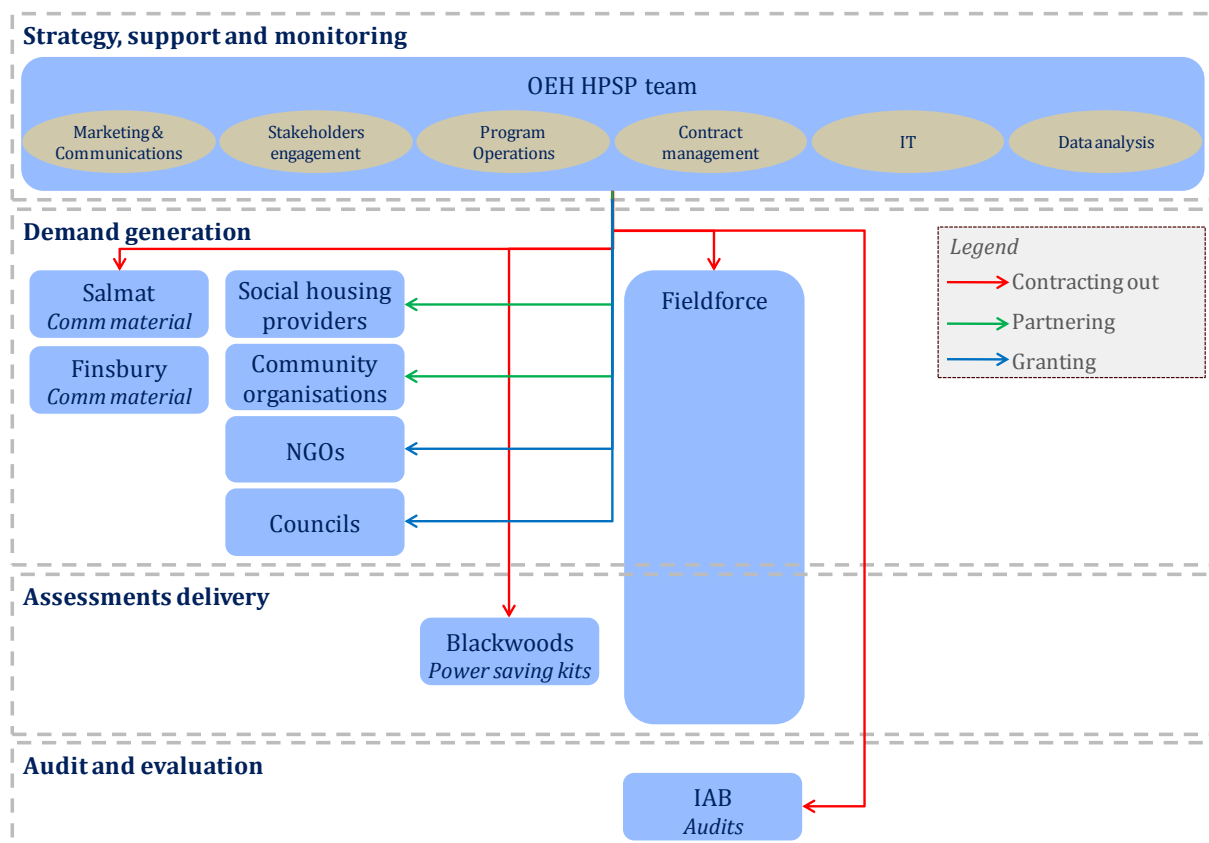 Strategy, support and monitoring
OEH HPSP team
Marketing &
Communications
Stakeholders
engagement
Program
Operations
Contract
management
IT
Data analysis
Demand generation
Salmat
Comm material
Finsbury
Comm material
Social housing
providers
Community
organisations
NGOs
Councils
Fieldforce
Legend
Contracting out
Partnering
Granting
Assessments delivery
Blackwoods
Power saving kits
Audit and evaluation
IAB
Audits